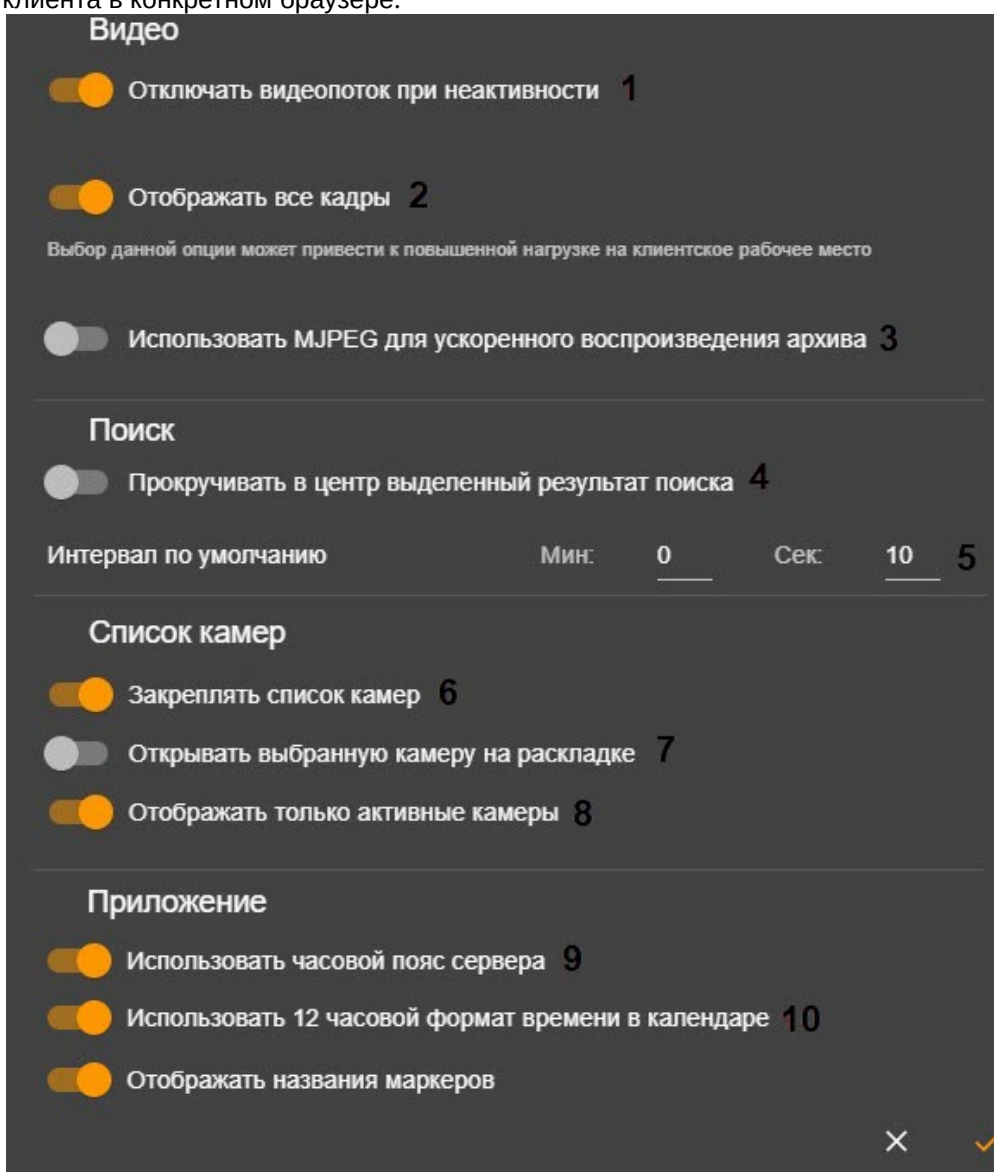 клиента в конкретном браузере.
Видео
Отключать видеопоток при неактивности 1
Отображать все кадры 2
Выбор данной опции может привести к повышенной нагрузке на клиентское рабочее место
Использовать MJPEG для ускоренного воспроизведения архива 3
Поиск
Прокручивать в центр выделенный результат поиска 4
Интервал по умолчанию Мин: 0 Сек: 10 5
Список камер
Закреплять список камер 6
Открывать выбранную камеру на раскладке 7
Отображать только активные камеры 8
Приложение
Использовать часовой пояс сервера 9
Использовать 12 часовой формат времени в календаре 10
Отображать названия маркеров